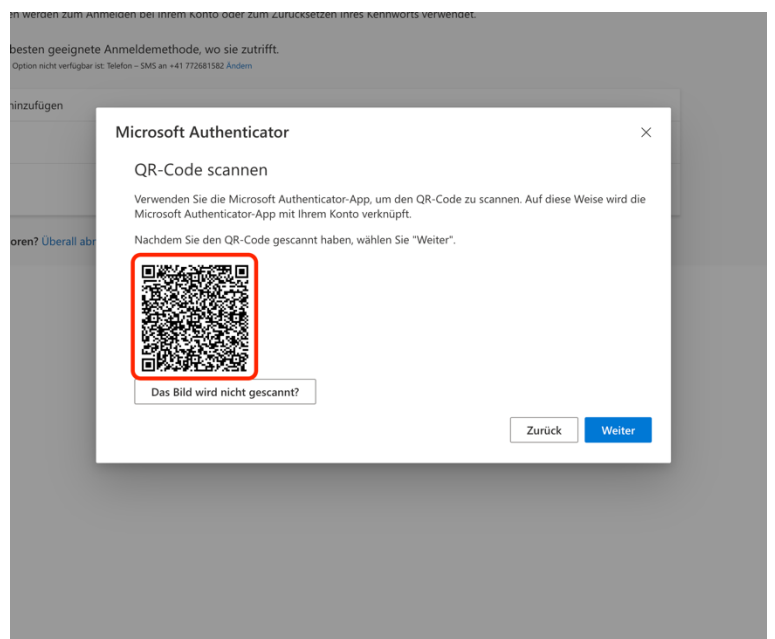 en werden zum Anmelden bei Ihrem Konto oder zum Zurücksetzen Ihres Kennworts verwendet.
besten geeignete Anmeldemethode, wo sie zutrifft.
Option nicht verfügbar ist: Telefon – SMS an +41 772681582 Ändern
hinzufügen
Microsoft Authenticator
QR-Code scannen
Verwenden Sie die Microsoft Authenticator-App, um den QR-Code zu scannen. Auf diese Weise wird die
Microsoft Authenticator-App mit Ihrem Konto verknüpft.
Nachdem Sie den QR-Code gescannt haben, wählen Sie "Weiter".
oren? Überall abr
Das Bild wird nicht gescannt?
Zurück
Weiter